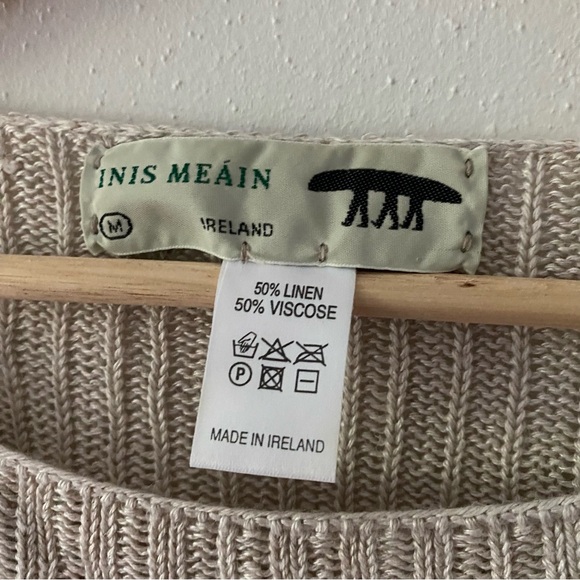 INIS MEÁIN
M
IRELAND
50% LINEN
50% VISCOSE
P
MADE IN IRELAND